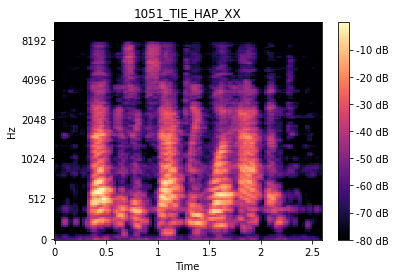 1051_TIE_HAP_XX
8192
4096
2048
1024
512
0
Hz
0
0.5
1
1.5
2
2.5
Time
-10 dB
-20 dB
-30 dB
-40 dB
-50 dB
-60 dB
-70 dB
-80 dB